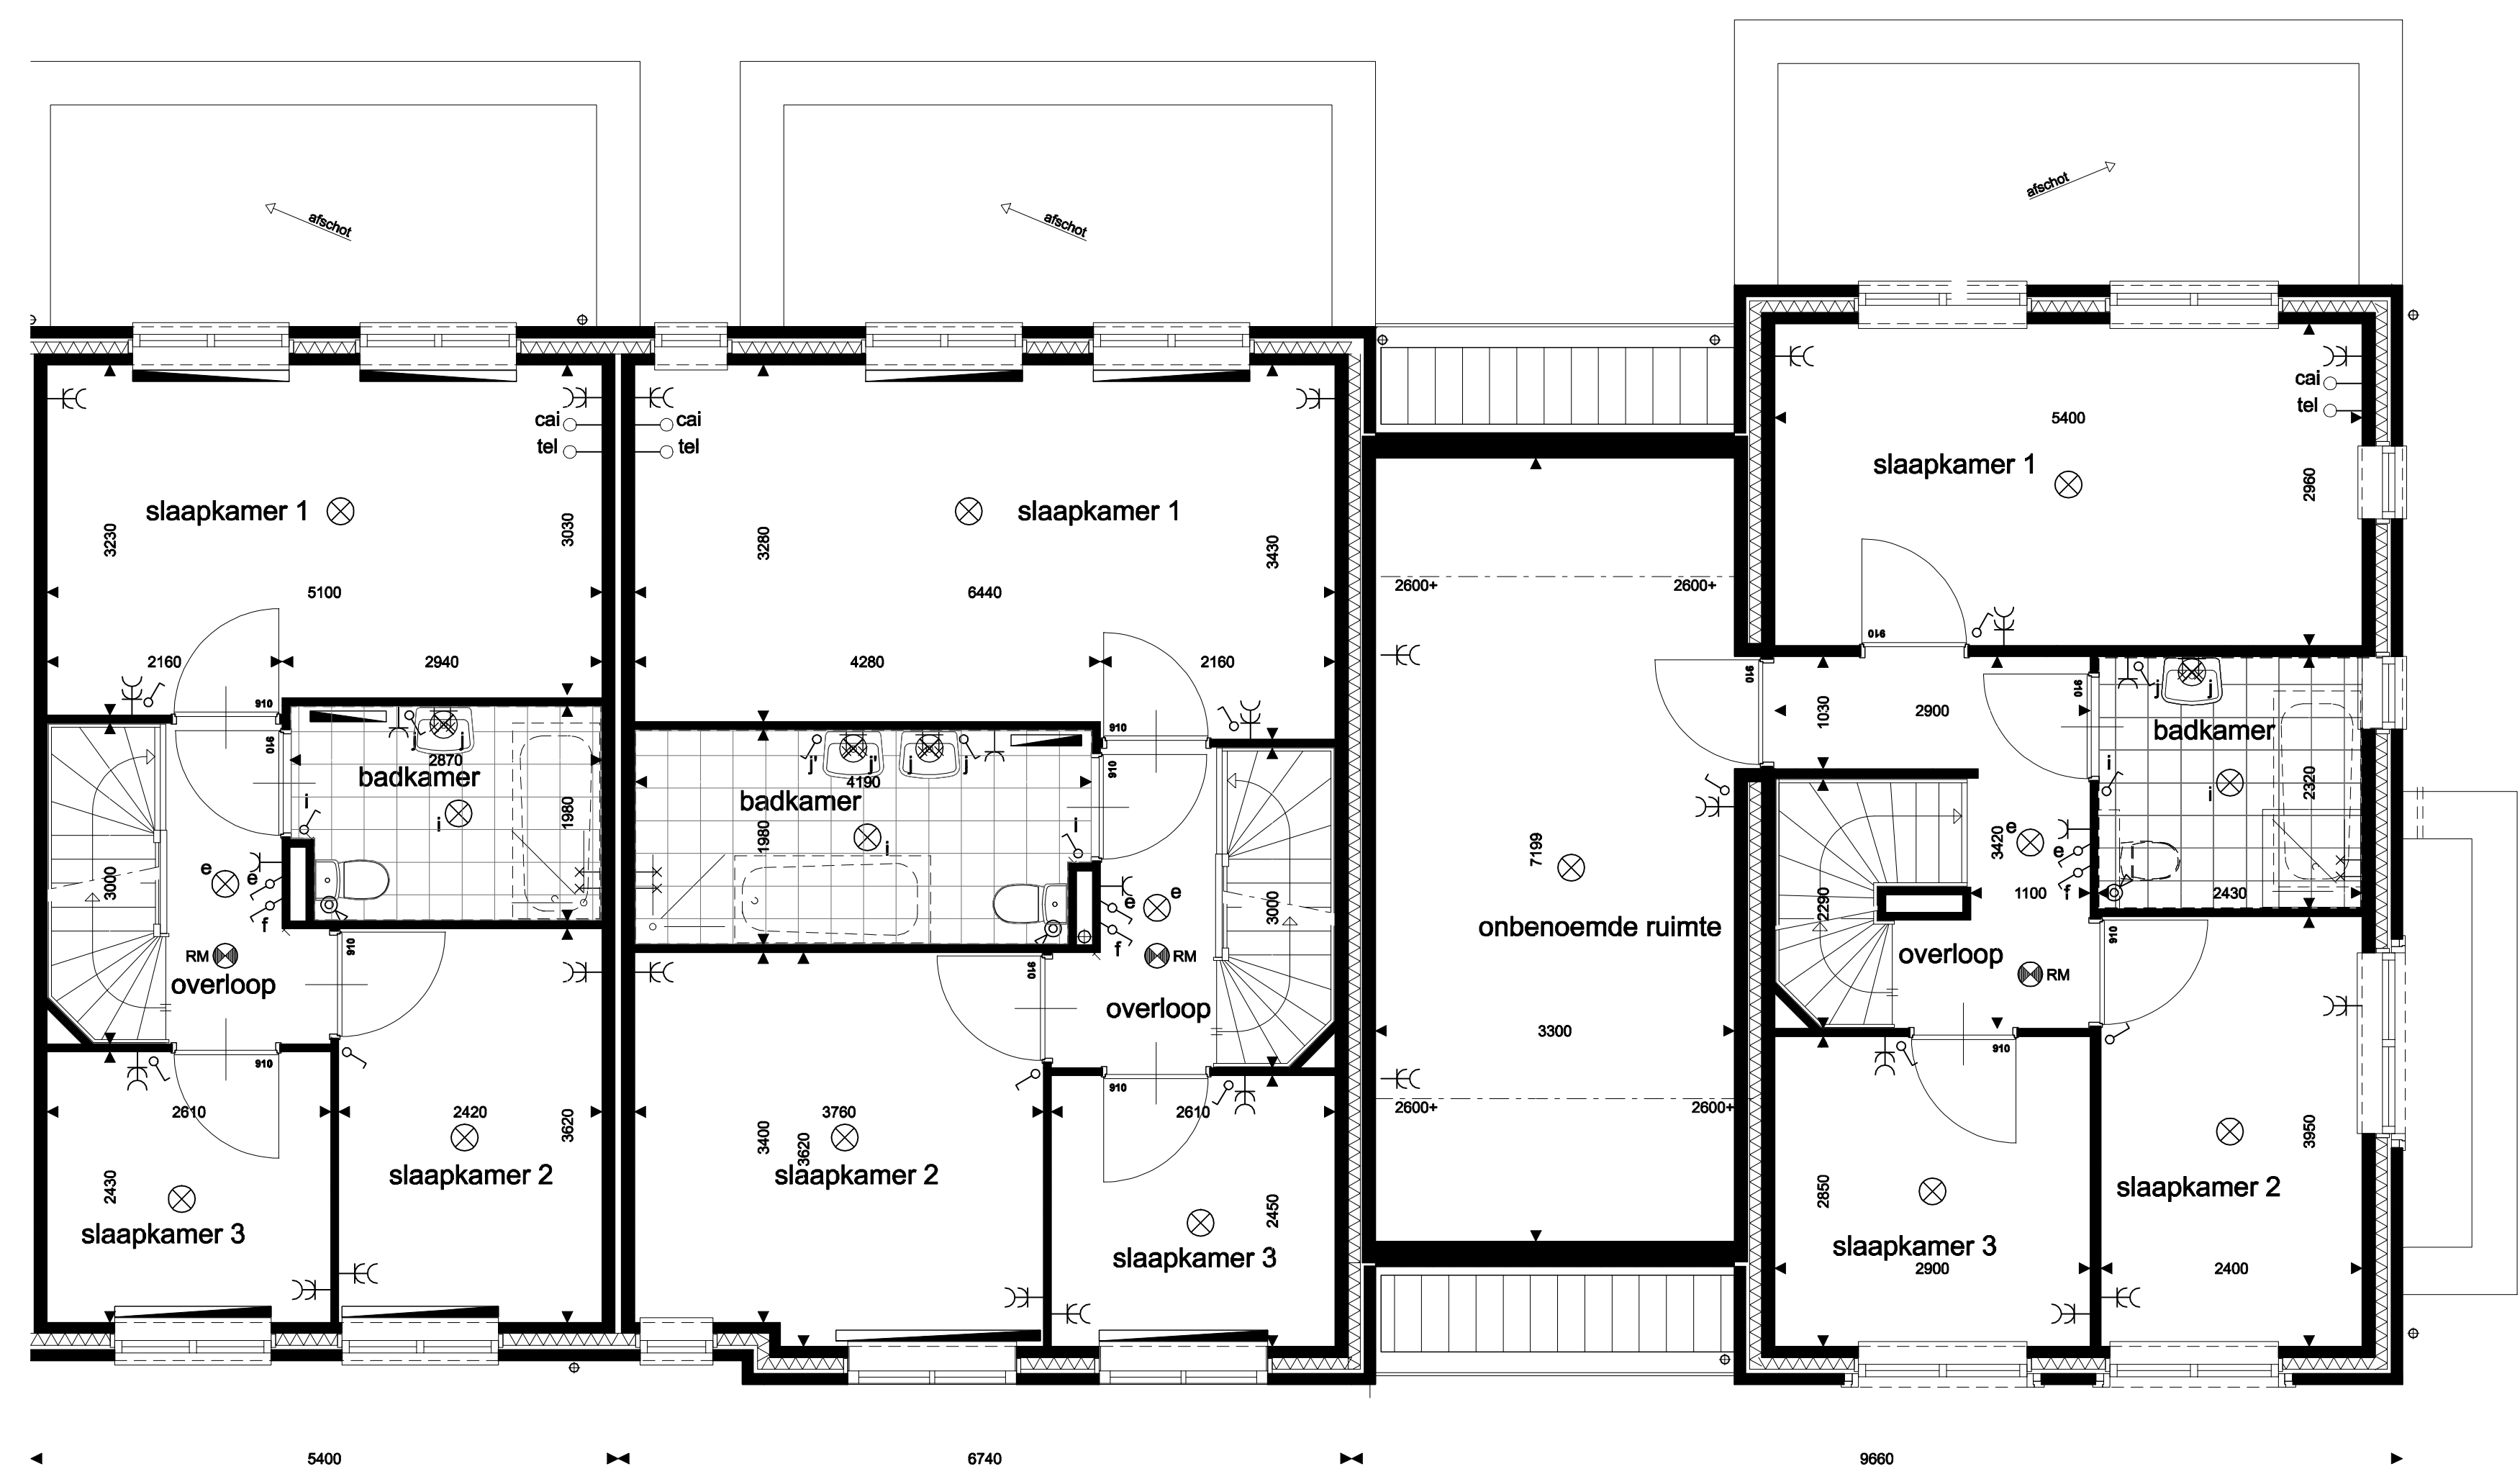 afschot
afschot
afschot
cai
tel
cai
tel
cai
tel
5400
slaapkamer 1
2960
slaapkamer 1
3230
3030
5100
slaapkamer 1
3280
3430
6440
2600+
2600+
2160
2940
4280
2160
910
910
910
910
910
910
910
910
1030
2900
j
j
2870
badkamer
i
i
1980
j'
j'
j
j
4190
badkamer
i
i
1980
j
j
badkamer
i
i
2320
7199
3420
e
e
f
1100
2430
2290
3000
e
e
f
RM
overloop
910
e
e
f
RM
3000
overloop
910
onbenoemde ruimte
overloop
RM
910
3300
910
910
910
2610
2420
3620
3760
3400
3620
2610
2600+
2600+
2430
slaapkamer 3
slaapkamer 2
slaapkamer 2
2450
slaapkamer 3
2850
slaapkamer 3
2900
3950
slaapkamer 2
2400
5400
6740
9660